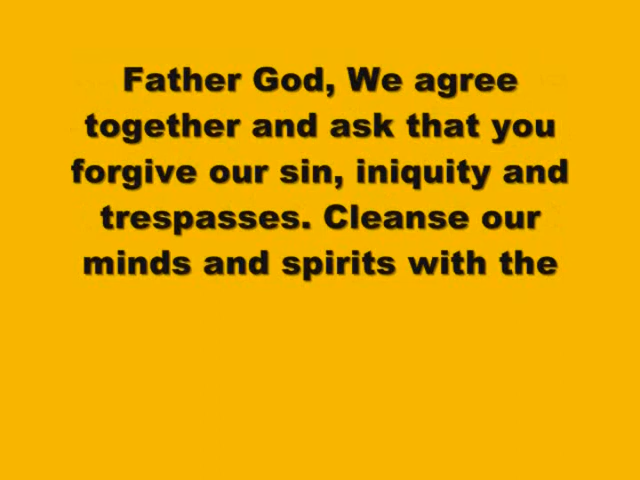 Father God, We agree
together and ask that you
forgive our sin, iniquity and
trespasses. Cleanse our
minds and spirits with the